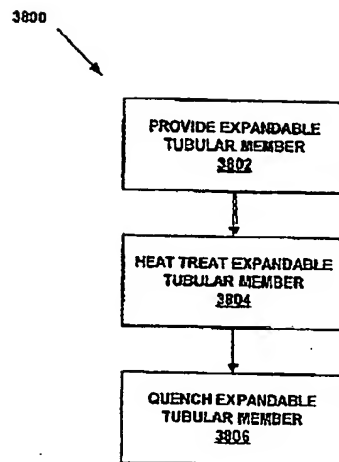 3800
PROVIDE EXPANDABLE
TUBULAR MEMBER
3802
HEAT TREAT EXPANDABLE
TUBULAR MEMBER
3804
QUENCH EXPANDABLE
TUBULAR MEMBER
3806